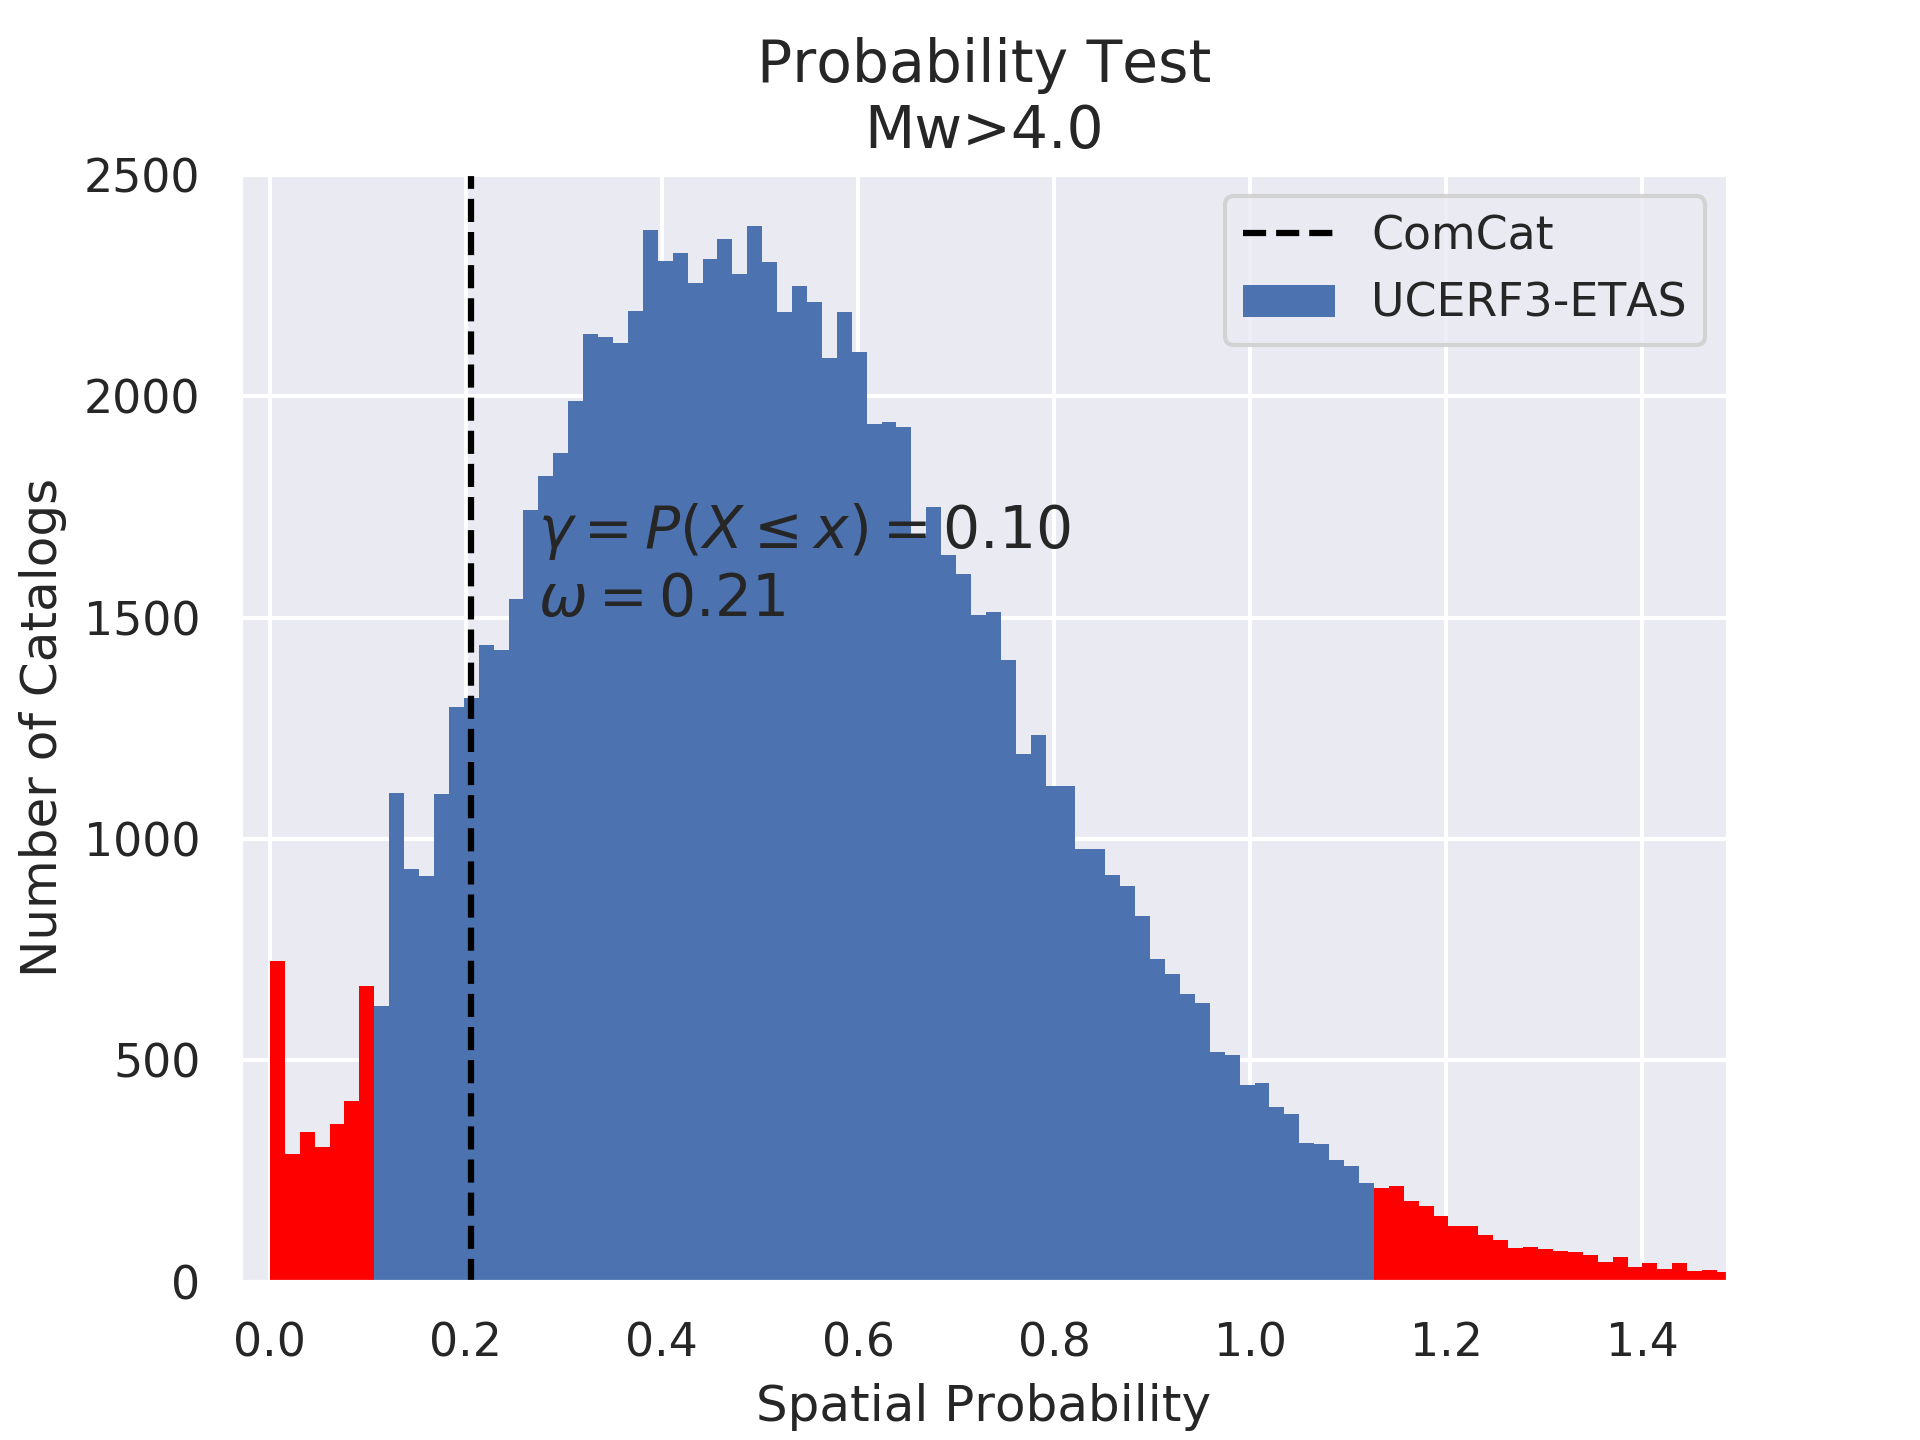 Probability Test
Mw>4.0
2500
2000
1500
1000
500
0
Number of Catalogs
ComCat
UCERF3-ETAS
γ = P(X ≤ x) = 0.10
ω = 0.21
0.0 0.2 0.4 0.6 0.8 1.0 1.2 1.4
Spatial Probability